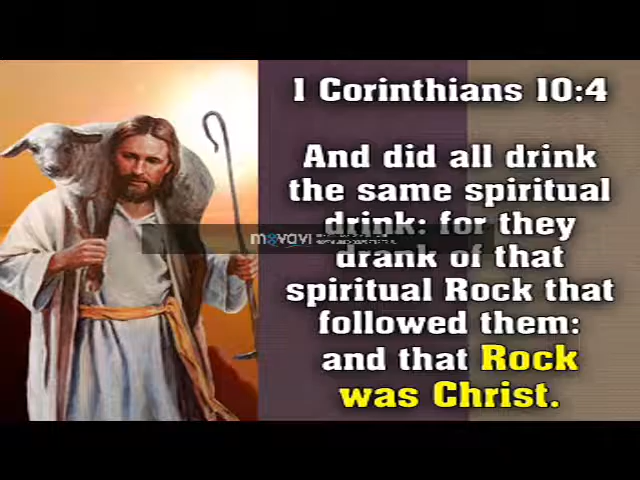 1 Corinthians 10:4
And did all drink
the same spiritual
drink: for they
drank of that
spiritual Rock that
followed them:
and that Rock
was Christ.
movavi